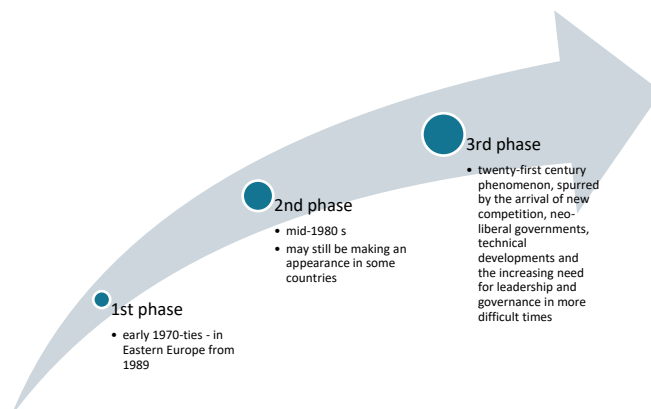 3rd phase
• twenty-first century
phenomenon, spurred
by the arrival of new
competition, neo-
liberal governments,
technical
developments and
the increasing need
for leadership and
governance in more
difficult times
2nd phase
• mid-1980 s
• may still be making an
appearance in some
countries
1st phase
• early 1970-ties - in
Eastern Europe from
1989